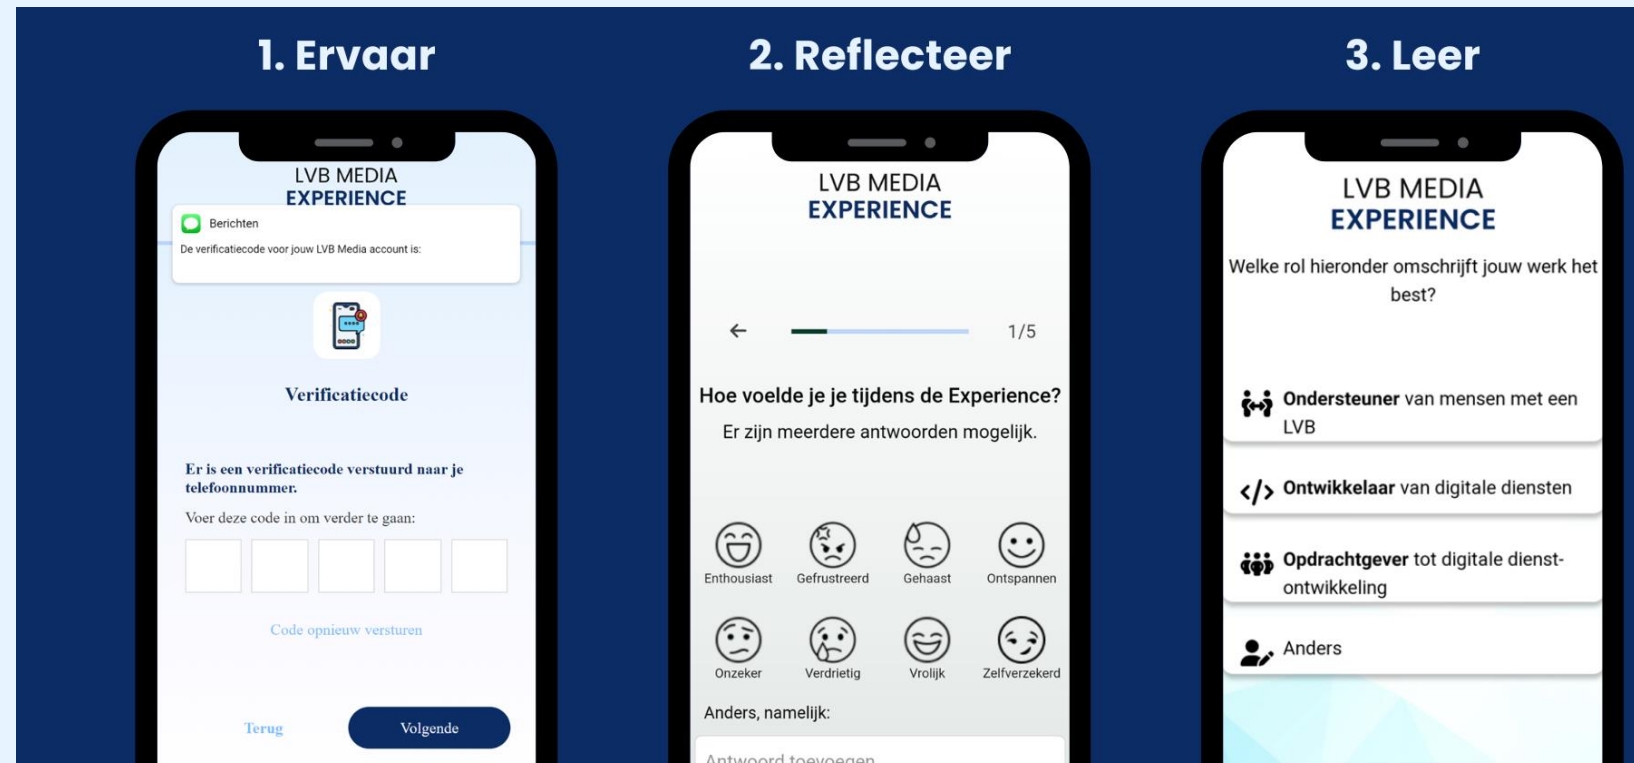 1. Ervaar
LVB MEDIA
EXPERIENCE
Berichten
De verificatiecode voor jouw LVB Media account is:
Verificatiecode
Er is een verificatiecode verstuurd naar je
telefoonnummer.
Voer deze code in om verder te gaan:
Code opnieuw versturen
Terug
Volgende
2. Reflecteer
LVB MEDIA
EXPERIENCE
1/5
Hoe voelde je je tijdens de Experience?
Er zijn meerdere antwoorden mogelijk.
Enthousiast Gefrustreerd Gehaast Ontspannen
Onzeker Verdrietig Vrolijk Zelfverzekerd
Anders, namelijk:
Antwoord toevoegen
3. Leer
LVB MEDIA
EXPERIENCE
Welke rol hieronder omschrijft jouw werk het
best?
Ondersteuner van mensen met een
LVB
Ontwikkelaar van digitale diensten
Opdrachtgever tot digitale dienst-
ontwikkeling
Anders